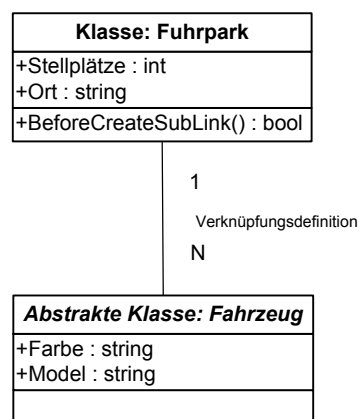 Klasse: Fuhrpark
+Stellplätze : int
+Ort : string
+BeforeCreateSubLink() : bool
1
Verknüpfungsdefinition
N
Abstrakte Klasse: Fahrzeug
+Farbe : string
+Model : string